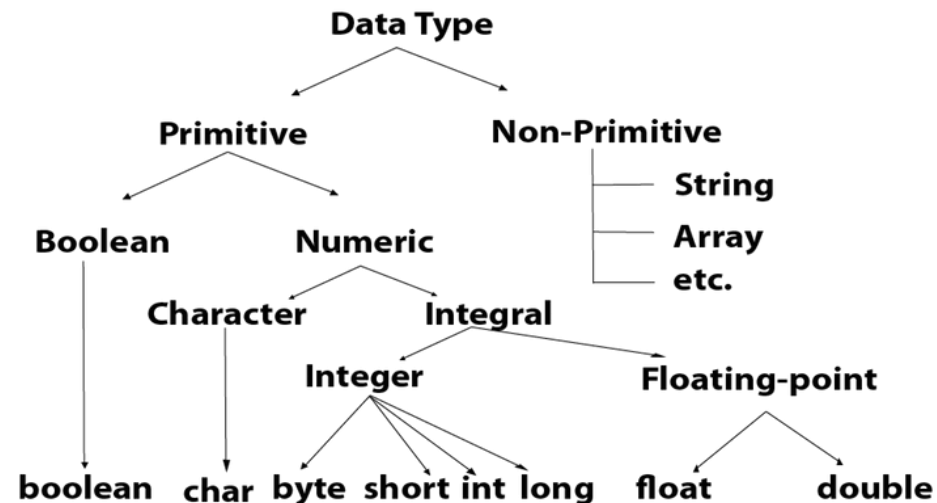 Data Type
Primitive
Non-Primitive
String
Array
etc.
Boolean
Numeric
Character
Integral
Integer
Floating-point
boolean
char
byte
short
int
long
float
double